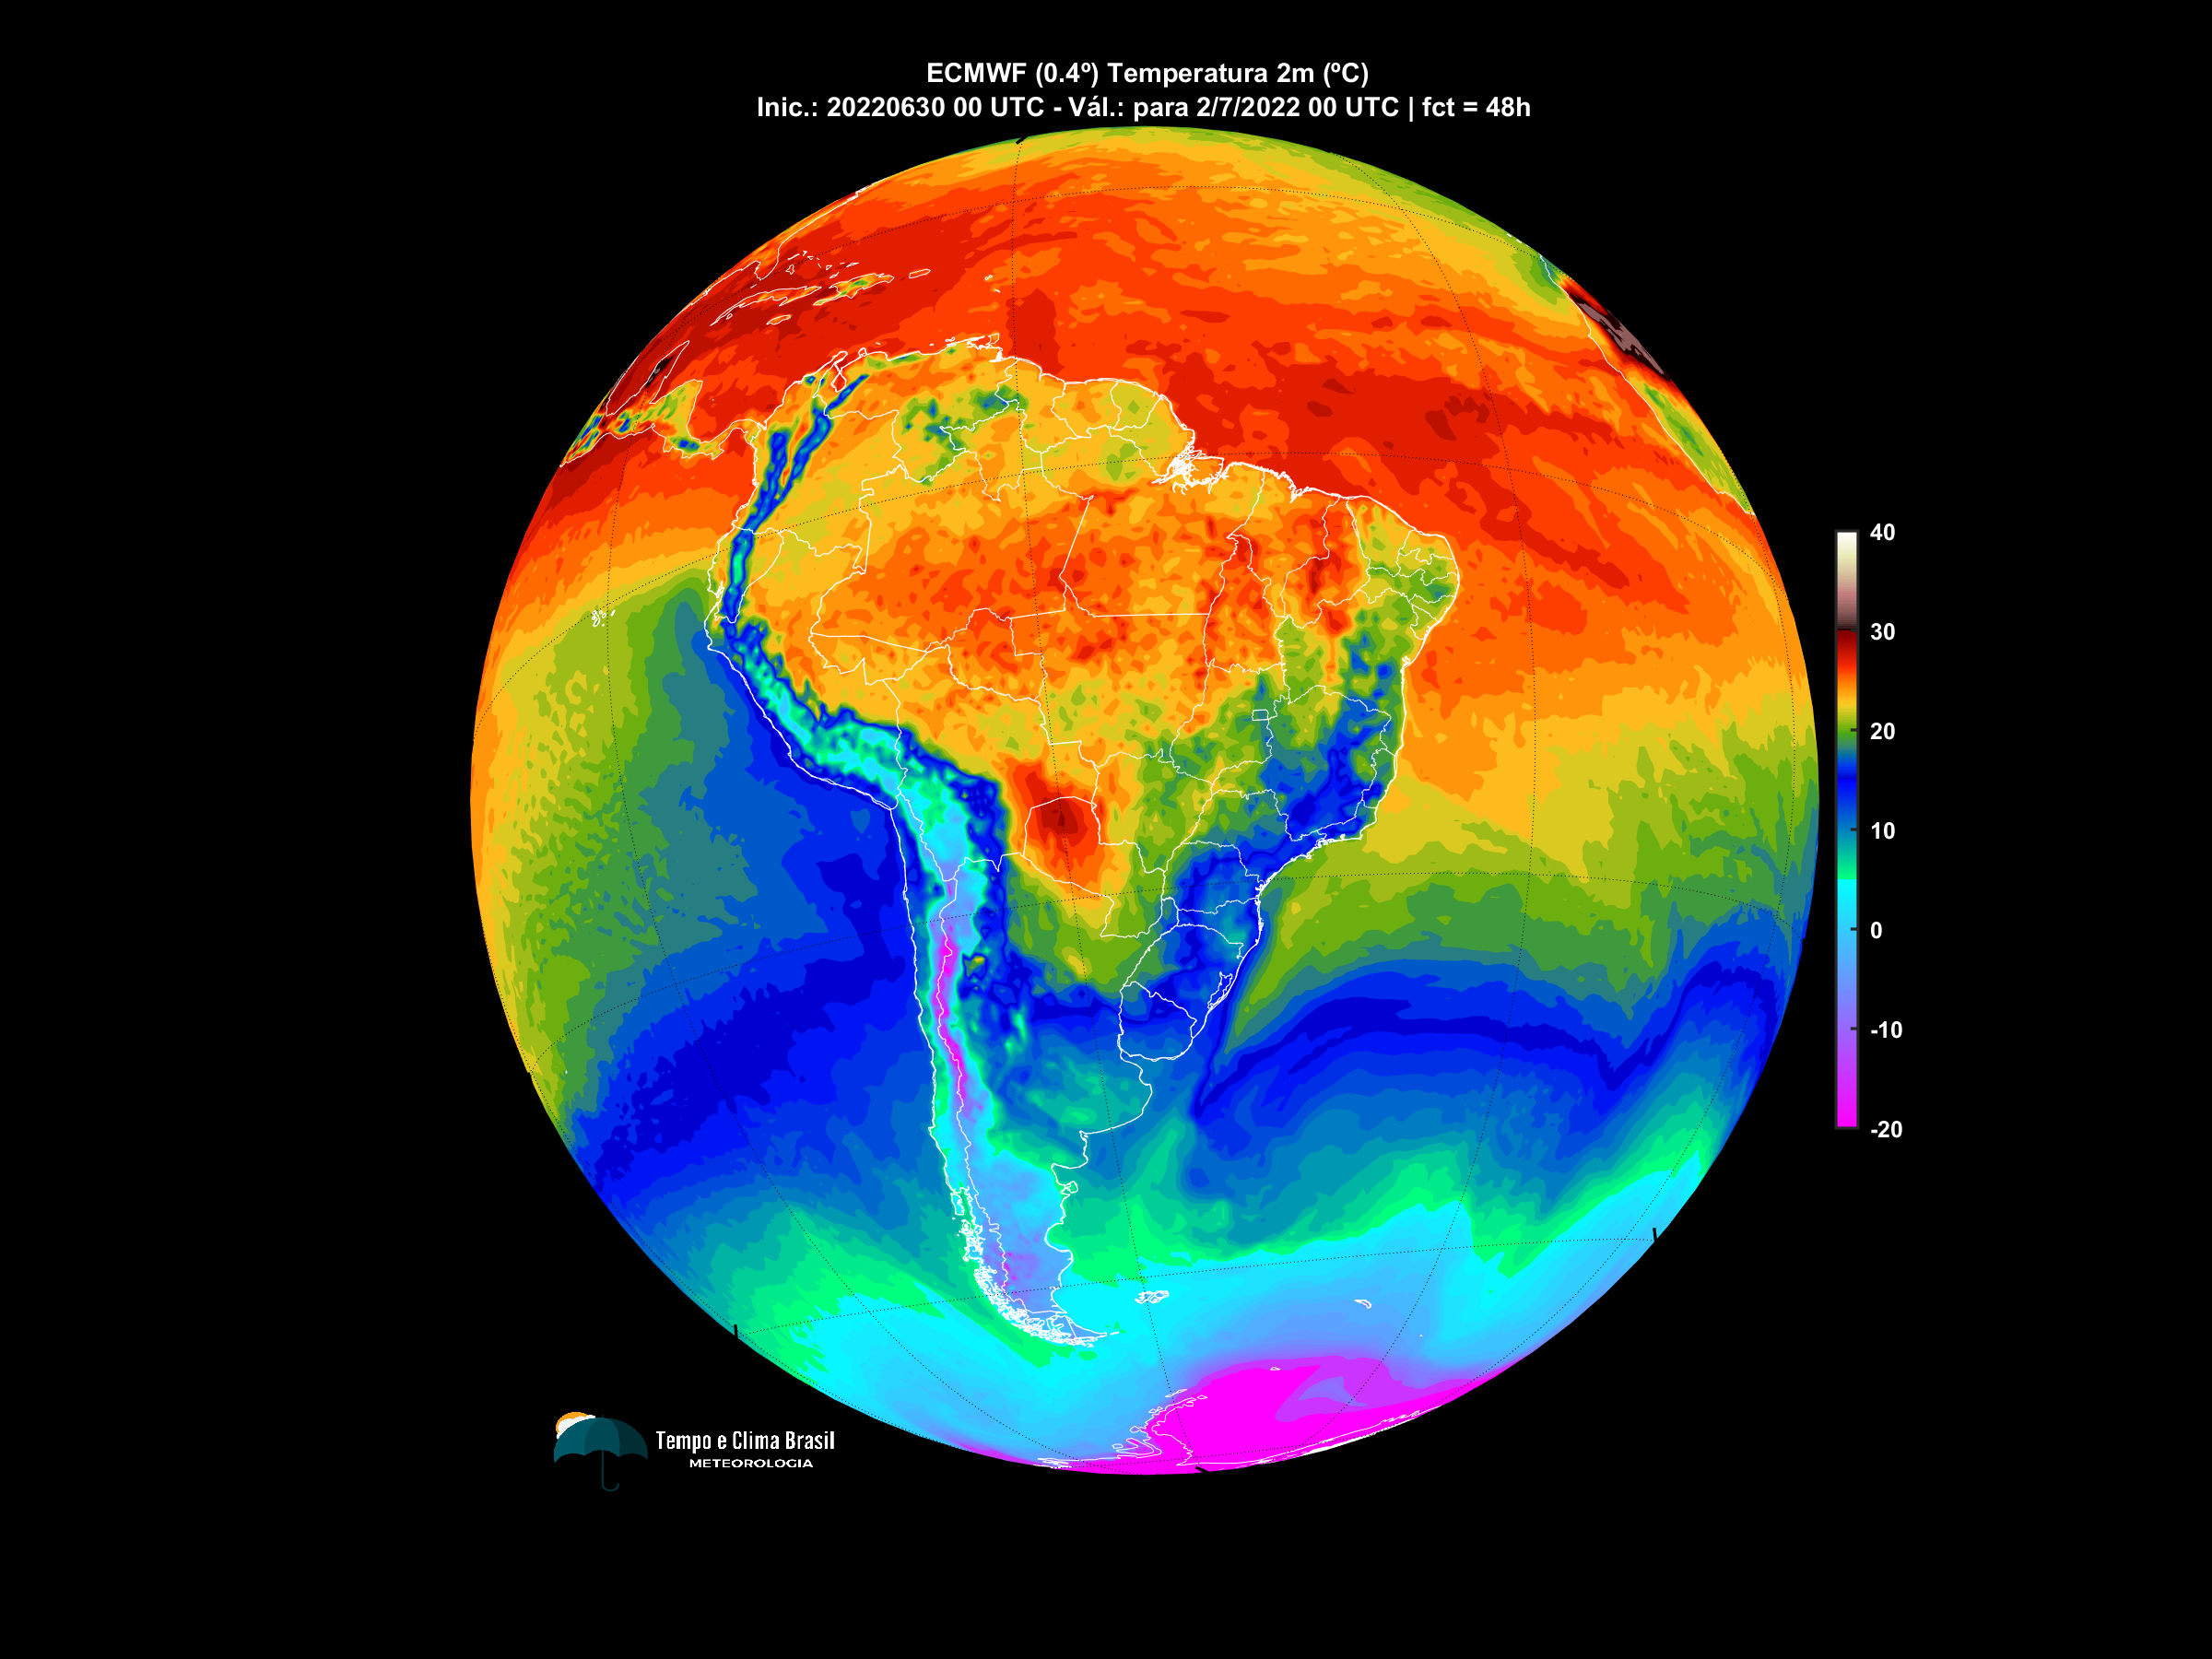 ECMWF (0.4º) Temperatura 2m (ºC)
Inic.: 20220630 00 UTC - Vál.: para 2/7/2022 00 UTC | fct = 48h
40
30
20
10
0
-10
-20
Tempo e Clima Brasil
METEOROLOGIA